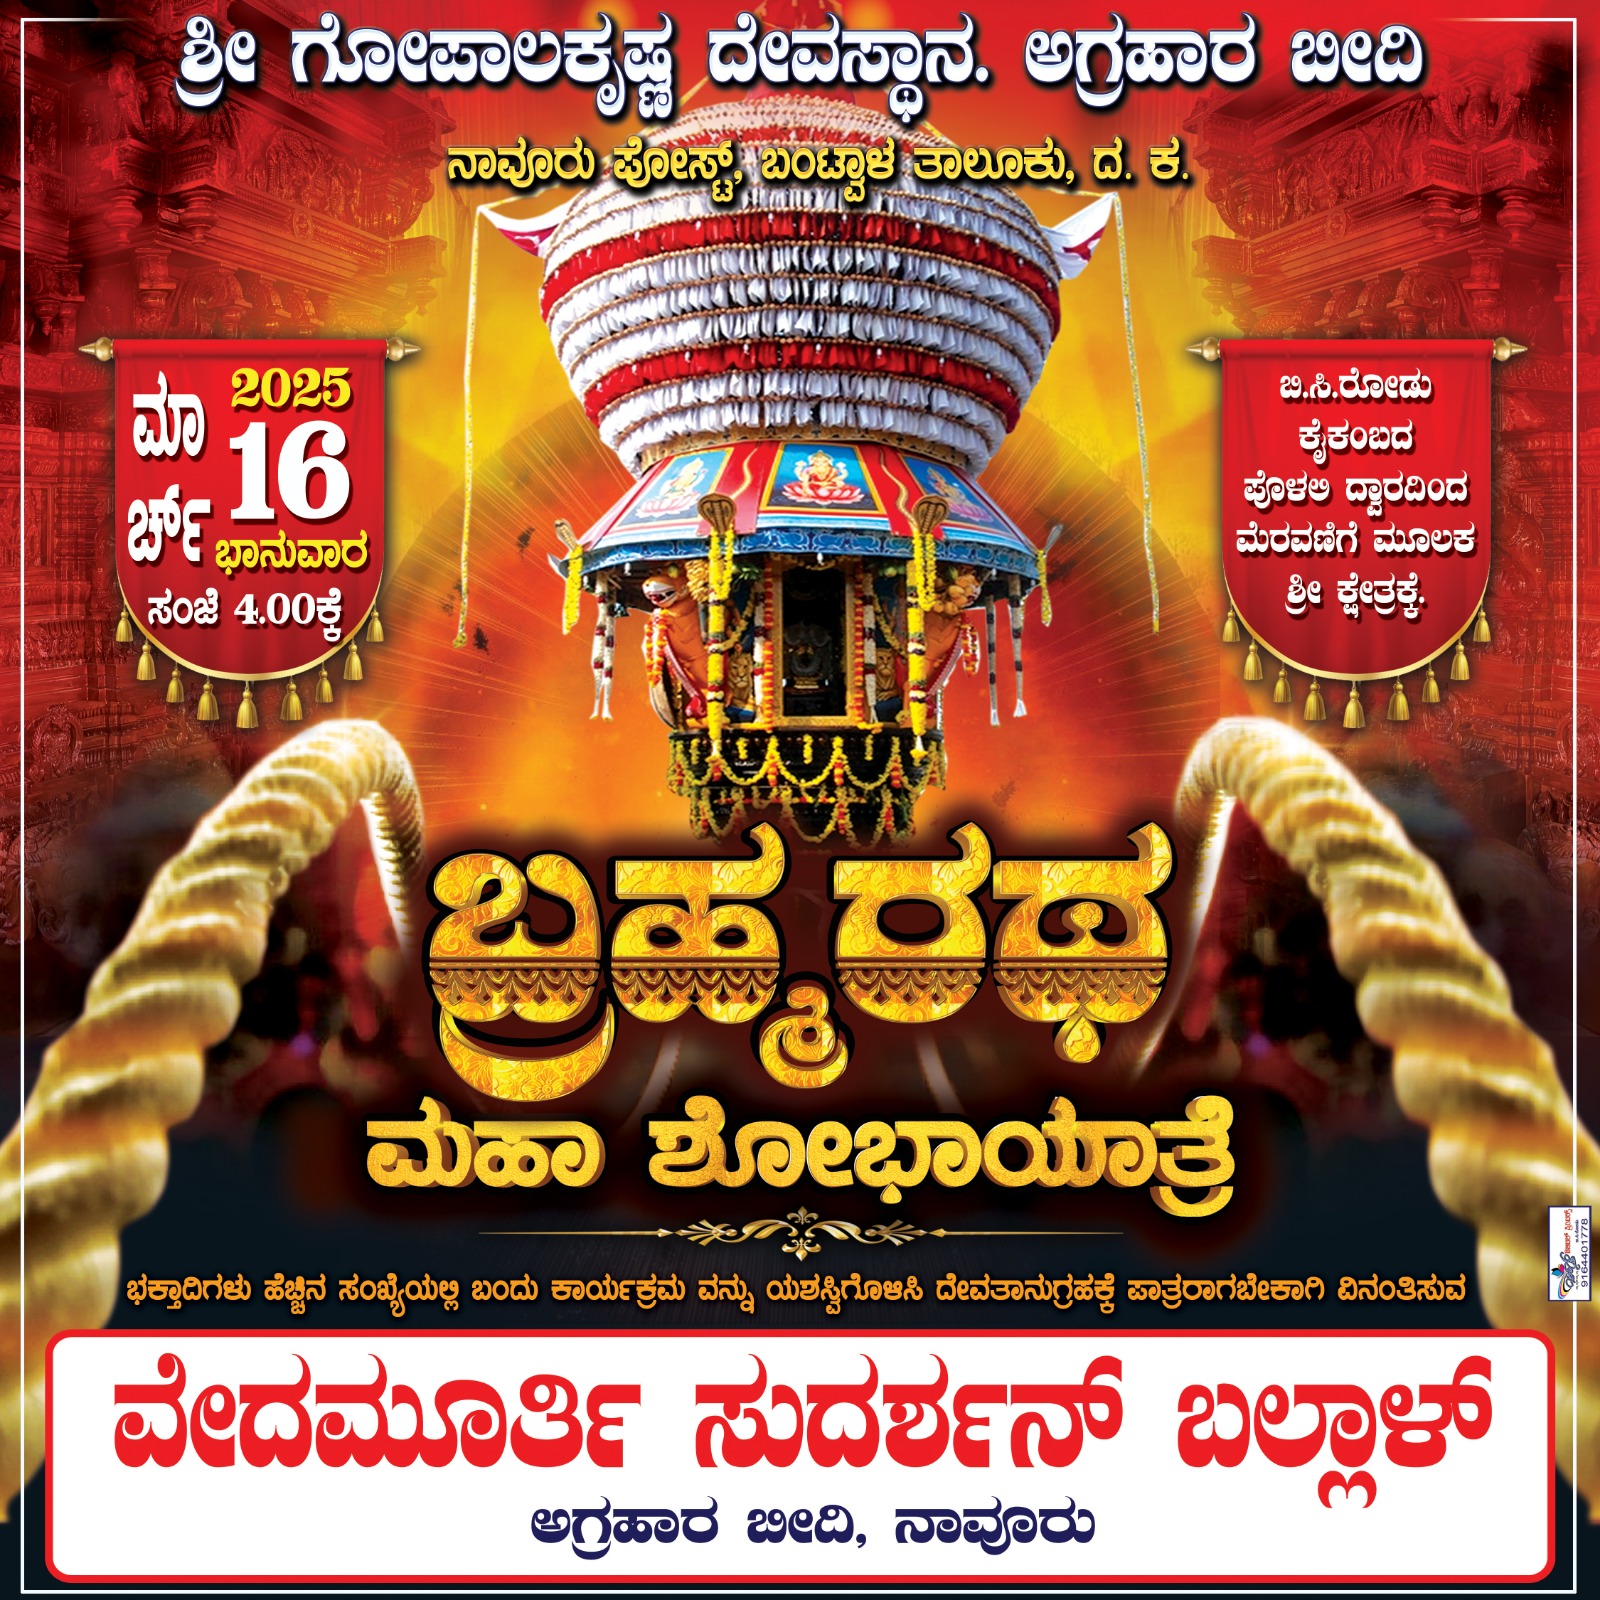 ಶ್ರೀ ಗೋಪಾಲಕೃಷ್ಣ ದೇವಸ್ಥಾನ. ಅಗ್ರಹಾರ ಬೀದಿ
ನಾವೂರು ಪೋಸ್ಟ್, ಬಂಟ್ವಾಳ ತಾಲೂಕು, ದ. ಕ.
ಮಾರ್ಚ್
2025
16
ಭಾನುವಾರ
ಸಂಜೆ 4.00ಕ್ಕೆ
ಬಿ.ಸಿ.ರೋಡು
ಕೈಕಂಬದ
ಪೊಳಲಿ ದ್ವಾರದಿಂದ
ಮೆರವಣಿಗೆ ಮೂಲಕ
ಶ್ರೀ ಕ್ಷೇತ್ರಕ್ಕೆ.
ಬ್ರಹ್ಮರಥ
ಮಹಾ ಶೋಭಾಯಾತ್ರೆ
ಭಕ್ತಾದಿಗಳು ಹೆಚ್ಚಿನ ಸಂಖ್ಯೆಯಲ್ಲಿ ಬಂದು ಕಾರ್ಯಕ್ರಮ ವನ್ನು ಯಶಸ್ವಿಗೊಳಿಸಿ ದೇವತಾನುಗ್ರಹಕ್ಕೆ ಪಾತ್ರರಾಗಬೇಕಾಗಿ ವಿನಂತಿಸುವ
ವೇದಮೂರ್ತಿ ಸುದರ್ಶನ್ ಬಲ್ಲಾಳ್
ಅಗ್ರಹಾರ ಬೀದಿ, ನಾವೂರು
9164401778